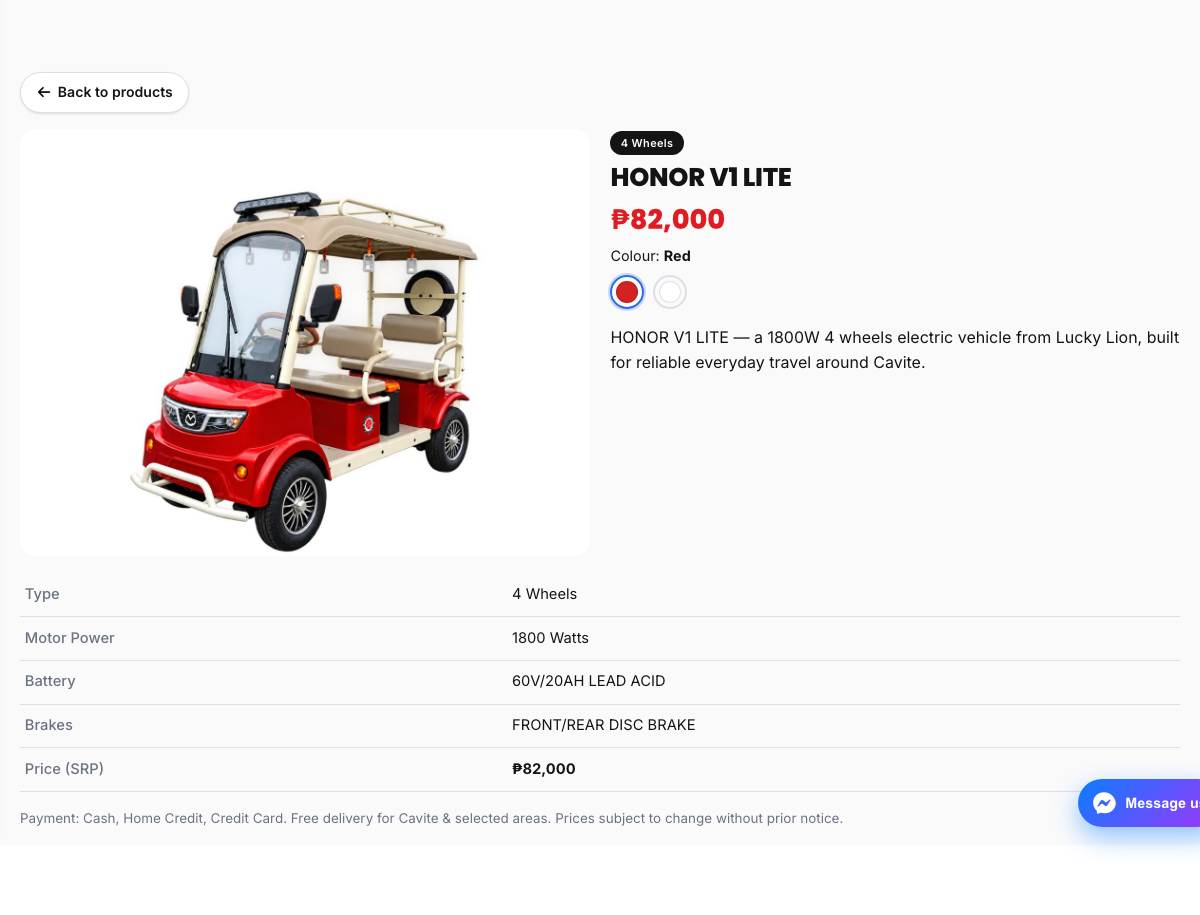 Back to products
4 Wheels
HONOR V1 LITE
₱82,000
Colour: Red
HONOR V1 LITE — a 1800W 4 wheels electric vehicle from Lucky Lion, built
for reliable everyday travel around Cavite.
Type 4 Wheels
Motor Power 1800 Watts
Battery 60V/20AH LEAD ACID
Brakes FRONT/REAR DISC BRAKE
Price (SRP) ₱82,000
Payment: Cash, Home Credit, Credit Card. Free delivery for Cavite & selected areas. Prices subject to change without prior notice.
Message u